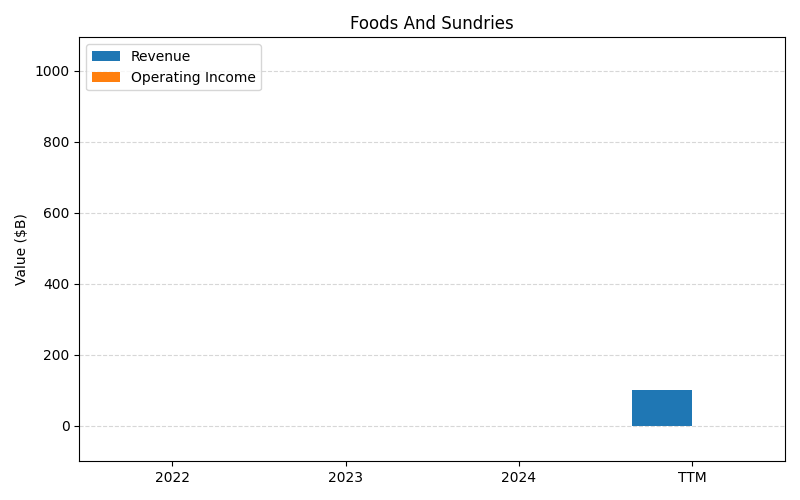 Foods And Sundries
Revenue
Operating Income
Value ($B)
1000
800
600
400
200
0
2022 2023 2024 TTM